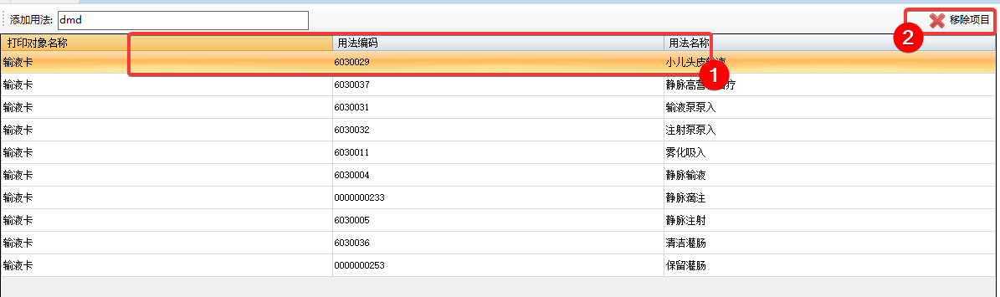 添加用法: dmd 移除项目
2
打印对象名称 用法编码 用法名称
输液卡 6030029 小儿头皮输液
1
输液卡 6030037 静脉高营 治疗
输液卡 6030031 输液泵泵入
输液卡 6030032 注射泵泵入
输液卡 6030011 雾化吸入
输液卡 6030004 静脉输液
输液卡 0000000233 静脉滴注
输液卡 6030005 静脉注射
输液卡 6030036 清洁灌肠
输液卡 0000000253 保留灌肠